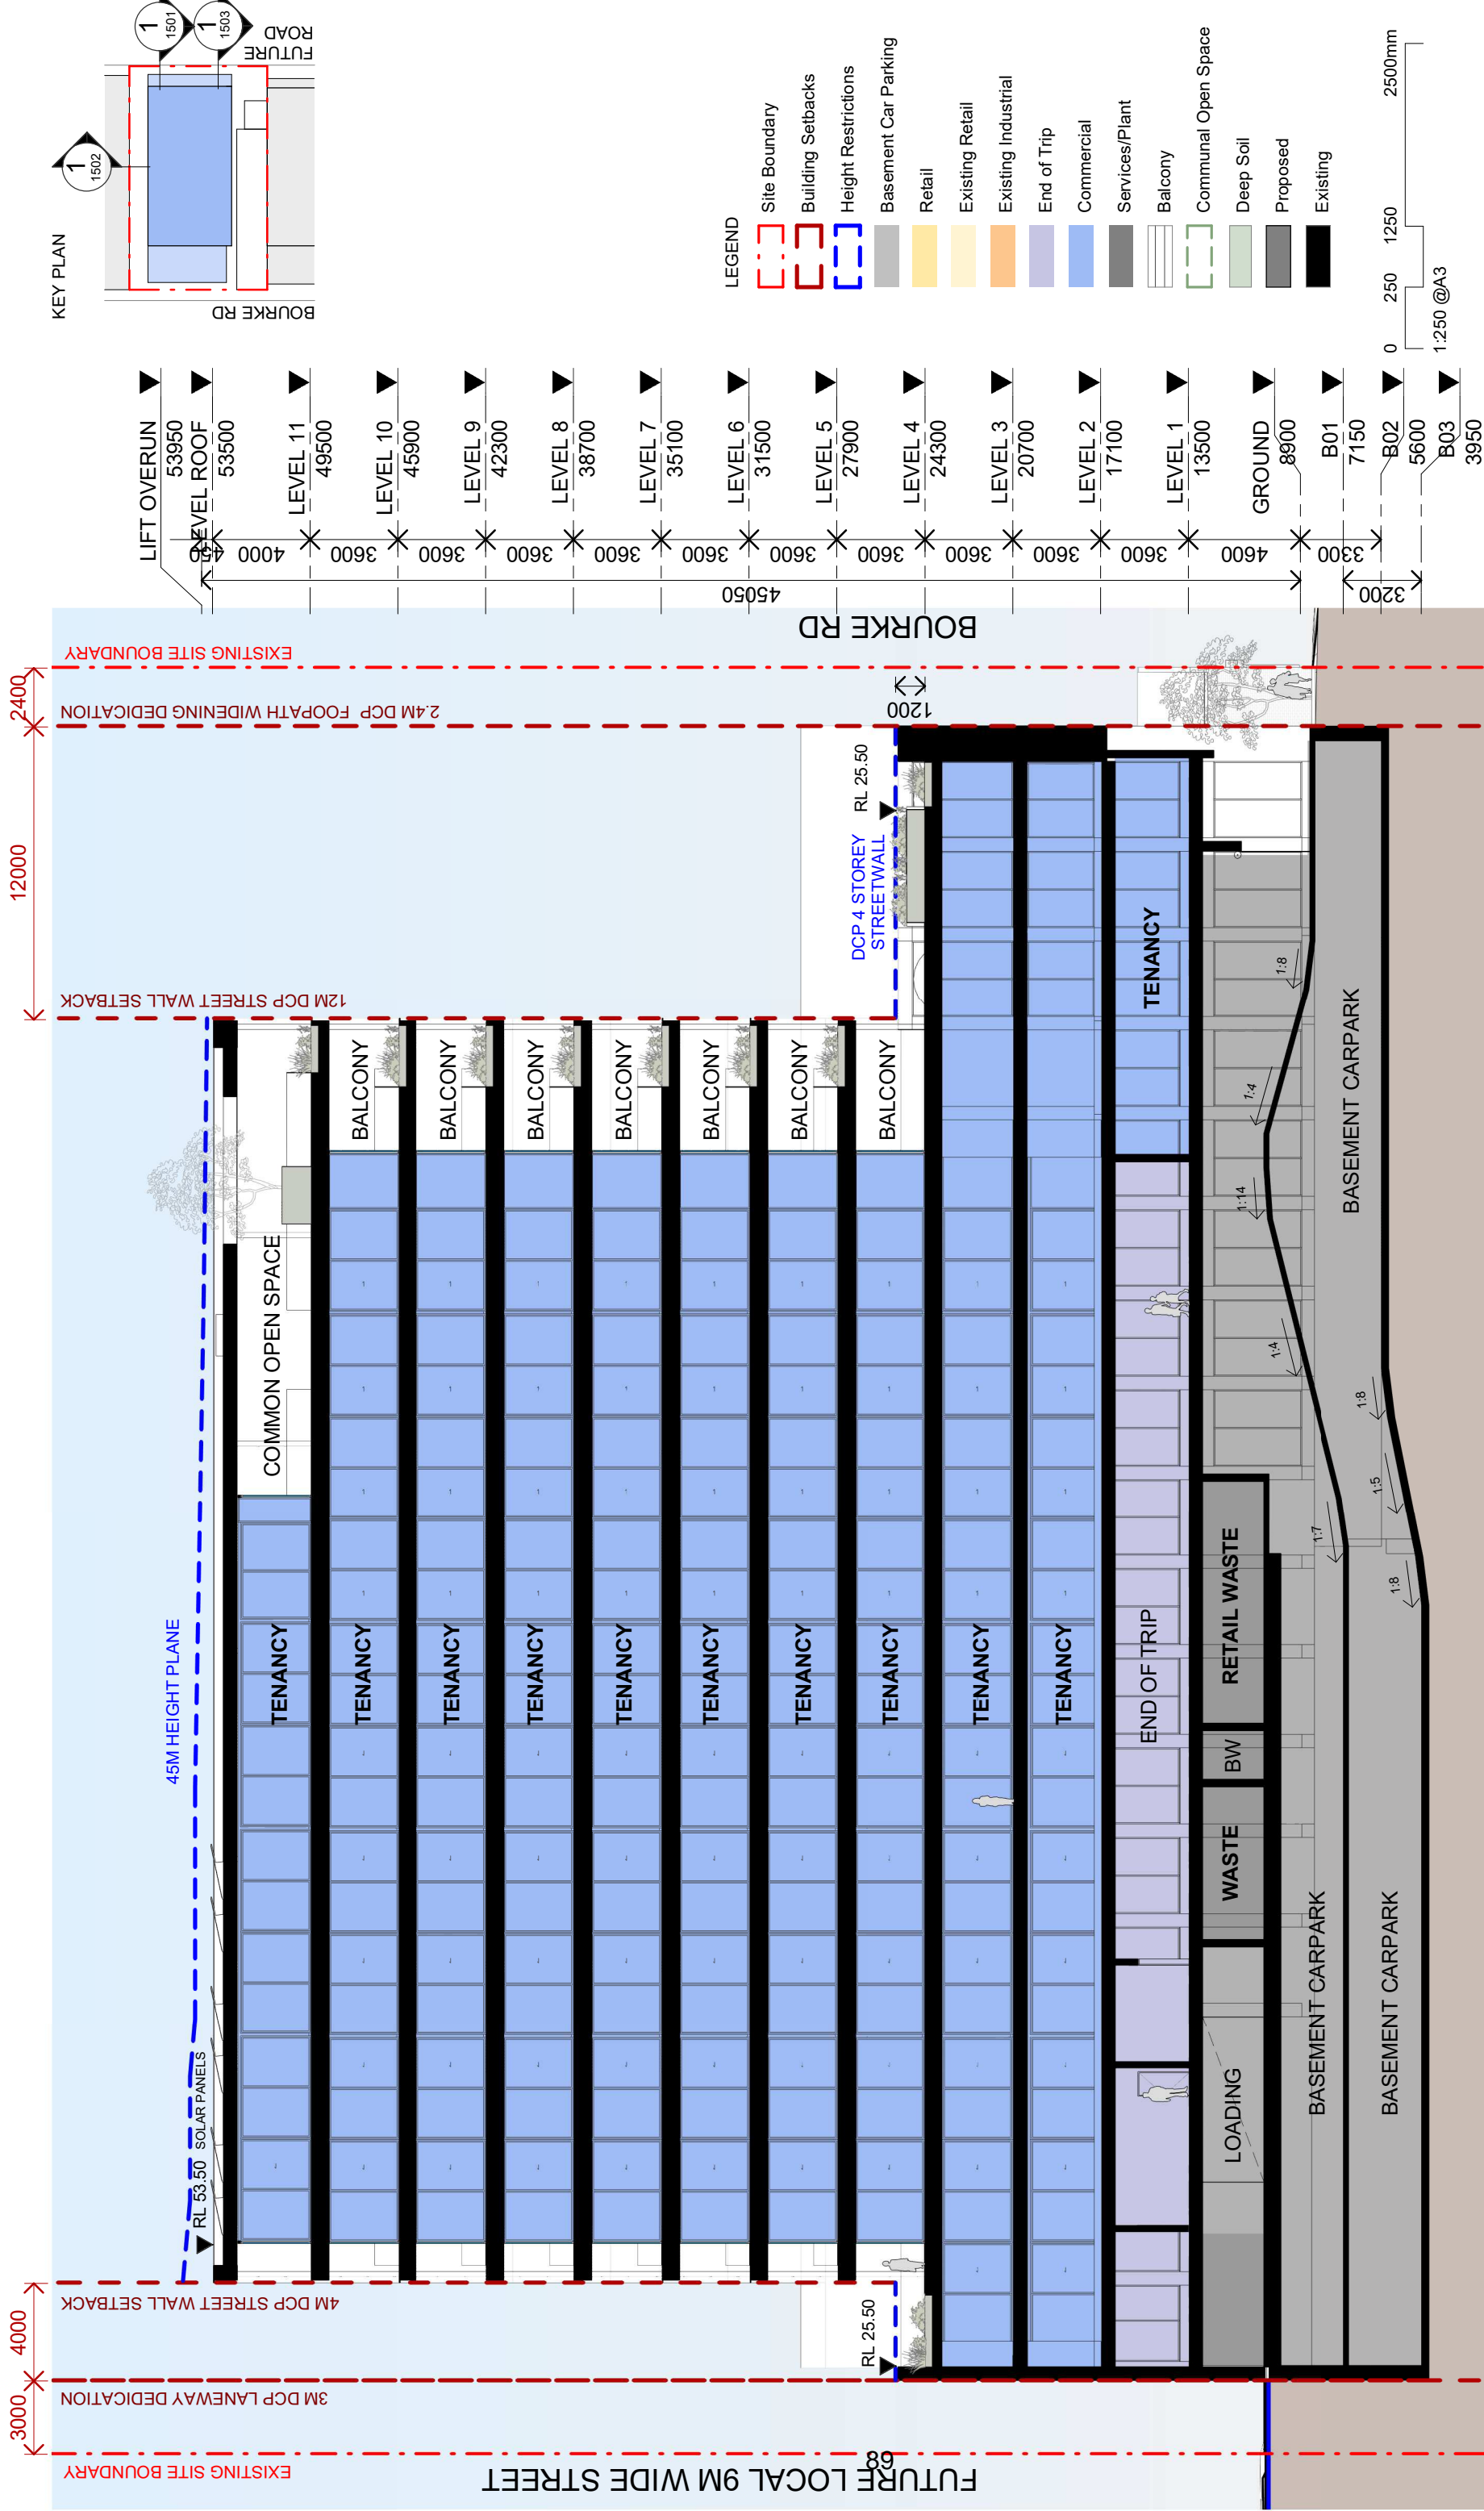 KEY PLAN
1
1501
1
1503
1
1502
FUTURE
ROAD
BOURKE RD
LEGEND
Site Boundary
Building Setbacks
Height Restrictions
Basement Car Parking
Retail
Existing Retail
Existing Industrial
End of Trip
Commercial
Services/Plant
Balcony
Communal Open Space
Deep Soil
Proposed
Existing
0
250
1250
2500mm
1:250 @A3
LIFT OVERUN
53950
LEVEL ROOF
53500
LEVEL 11
49500
LEVEL 10
45900
LEVEL 9
42300
LEVEL 8
38700
LEVEL 7
35100
LEVEL 6
31500
LEVEL 5
27900
LEVEL 4
24300
LEVEL 3
20700
LEVEL 2
17100
LEVEL 1
13500
GROUND
8900
B01
7150
B02
5600
B03
3950
450
4000
3600
3600
3600
3600
3600
3600
3600
3600
3600
3600
4600
3300
45050
3200
3000
4000
12000
2400
EXISTING SITE BOUNDARY
3M DCP LANEWAY DEDICATION
4M DCP STREET WALL SETBACK
12M DCP STREET WALL SETBACK
2.4M DCP FOOPATH WIDENING DEDICATION
EXISTING SITE BOUNDARY
BOURKE RD
FUTURE LOCAL 9M WIDE STREET
89
45M HEIGHT PLANE
RL 53.50
SOLAR PANELS
TENANCY
COMMON OPEN SPACE
TENANCY
BALCONY
TENANCY
BALCONY
TENANCY
BALCONY
TENANCY
BALCONY
TENANCY
BALCONY
TENANCY
BALCONY
TENANCY
BALCONY
RL 25.50
DCP 4 STOREY
STREETWALL
RL 25.50
1200
TENANCY
TENANCY
END OF TRIP
TENANCY
LOADING
WASTE
BW
RETAIL WASTE
1:4
1:14
1:4
1:8
1:7
1:8
1:5
1:8
BASEMENT CARPARK
BASEMENT CARPARK
BASEMENT CARPARK